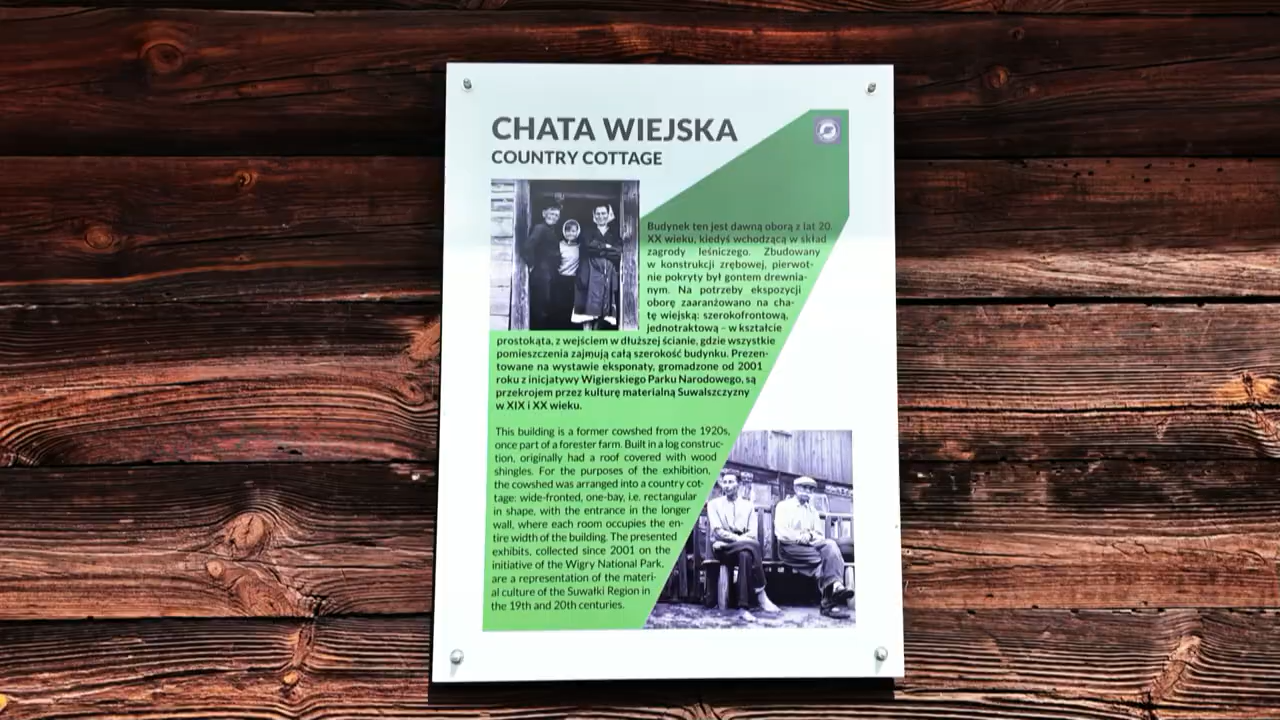 CHATA WIEJSKA
COUNTRY COTTAGE
Budynek ten jest dawną oborą z lat 20.
XX wieku, kiedyś wchodzącą w skład
zagrody leśniczego. Zbudowany
w konstrukcji zrębowej, pierwot-
nie pokryty był gontem drewnia-
nym. Na potrzeby ekspozycji
oborę zaaranżowano na cha-
tę wiejską: szerokofrontową,
jednotraktową – w kształcie
prostokąta, z wejściem w dłuższej ścianie, gdzie wszystkie
pomieszczenia zajmują całą szerokość budynku. Prezen-
towane na wystawie eksponaty, gromadzone od 2001
roku z inicjatywy Wigierskiego Parku Narodowego, są
przekrojem przez kulturę materialną Suwalszczyzny
w XIX i XX wieku.
This building is a former cowshed from the 1920s,
once part of a forester farm. Built in a log construc-
tion, originally had a roof covered with wood
shingles. For the purposes of the exhibition,
the cowshed was arranged into a country cot-
tage: wide-fronted, one-bay, i.e. rectangular
in shape, with the entrance in the longer
wall, where each room occupies the en-
tire width of the building. The presented
exhibits, collected since 2001 on the
initiative of the Wigry National Park,
are a representation of the materi-
al culture of the Suwałki Region in
the 19th and 20th centuries.